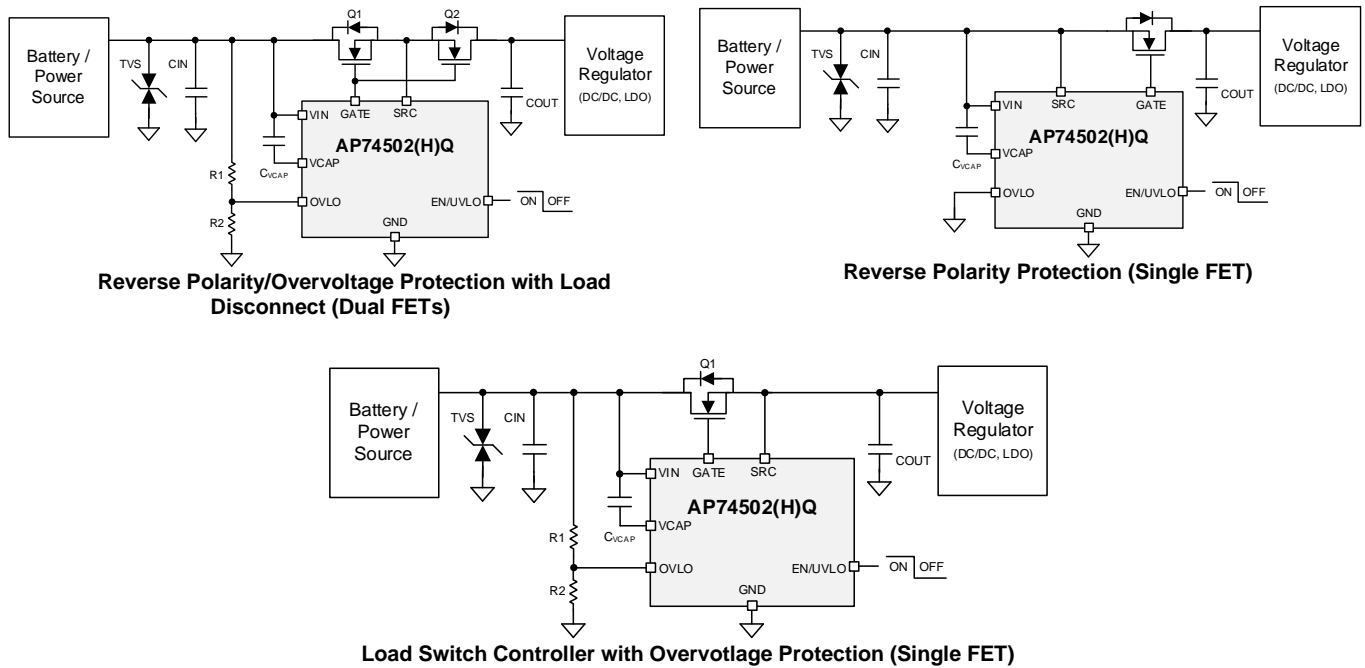 Q1
Q2
Battery /
Power
Source
TVS
CIN
GATE
SRC
COUT
Voltage
Regulator
(DC/DC, LDO)
VIN
AP74502(H)Q
VCAP
CVCAP
R1
OVLO
EN/UVLO
ON OFF
R2
GND
Reverse Polarity/Overvoltage Protection with Load
Disconnect (Dual FETs)
Battery /
Power
Source
TVS
CIN
SRC
GATE
COUT
Voltage
Regulator
(DC/DC, LDO)
VIN
AP74502(H)Q
VCAP
CVCAP
OVLO
EN/UVLO
ON OFF
GND
Reverse Polarity Protection (Single FET)
Q1
Battery /
Power
Source
TVS
CIN
GATE
SRC
COUT
Voltage
Regulator
(DC/DC, LDO)
VIN
AP74502(H)Q
VCAP
CVCAP
R1
OVLO
EN/UVLO
ON OFF
R2
GND
Load Switch Controller with Overvotlage Protection (Single FET)